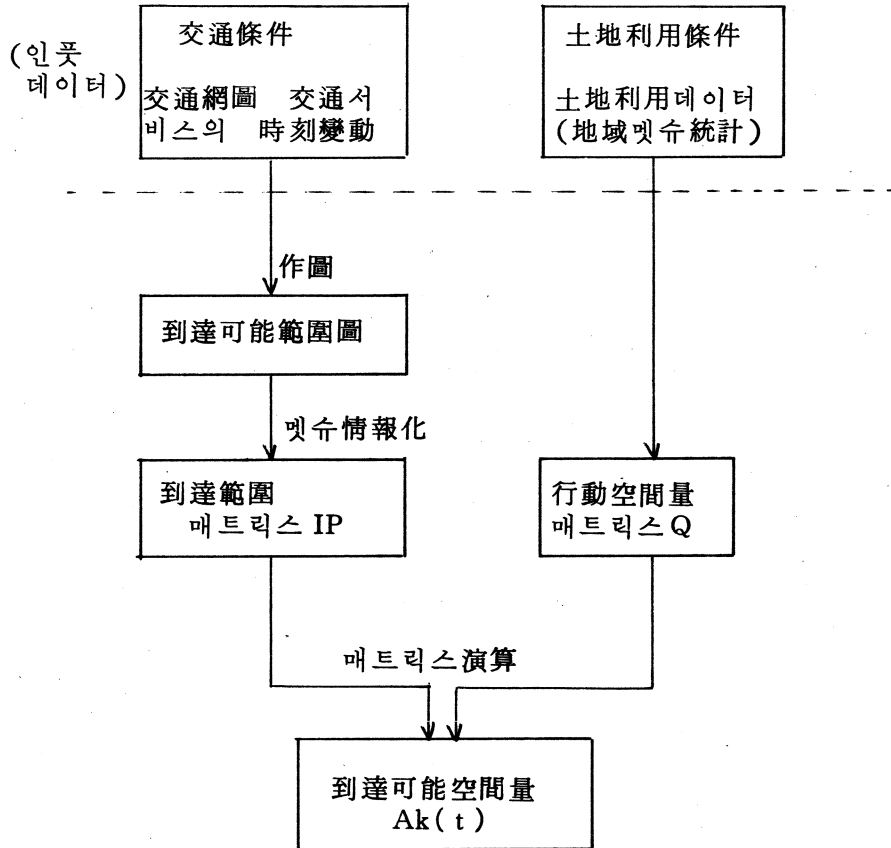 (인풋
데이터)
交通條件
交通網圖 交通서
비스의 時刻變動
土地利用條件
土地利用데이터
(地域멧슈統計)
作圖
到達可能範圍圖
멧슈情報化
到達範圍
매트릭스 IP
行動空間量
매트릭스 Q
매트릭스演算
到達可能空間量
Ak( t )